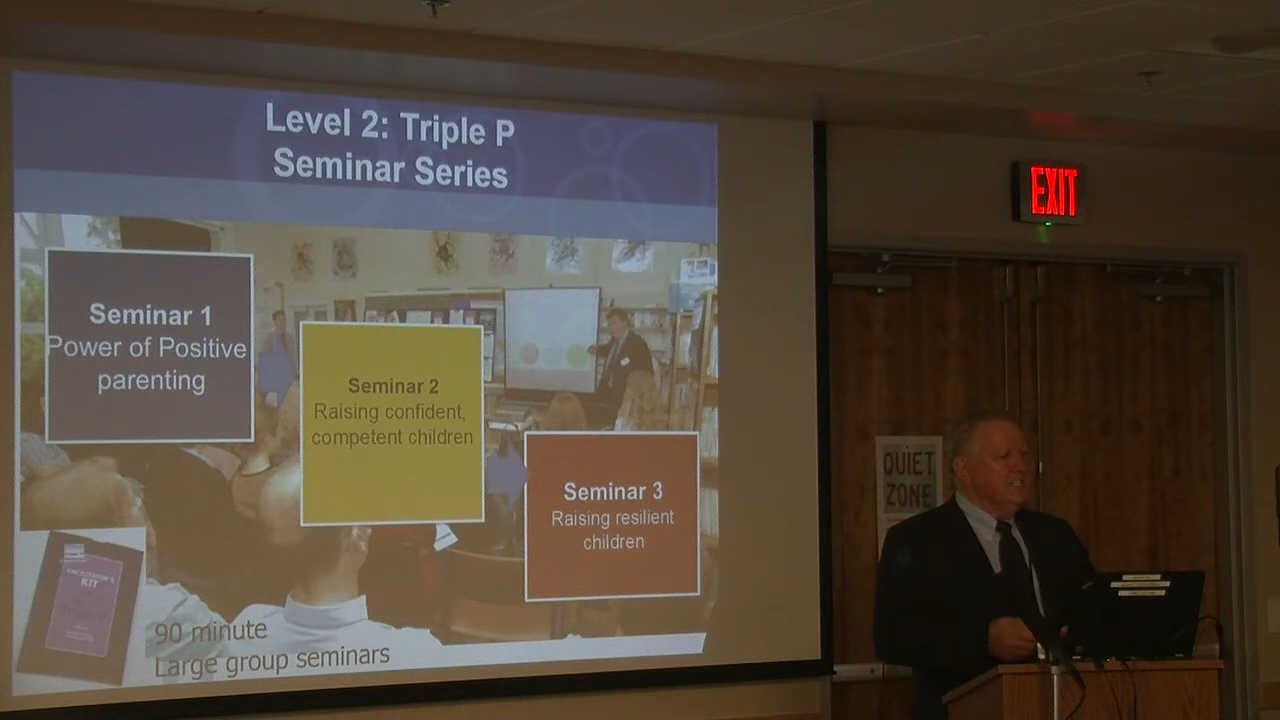 Level 2: Triple P
Seminar Series
Seminar 1
Power of Positive
parenting
Seminar 2
Raising confident,
competent children
Seminar 3
Raising resilient
children
FACILITATOR'S
KIT
90 minute
Large group seminars
EXIT
QUIET
ZONE